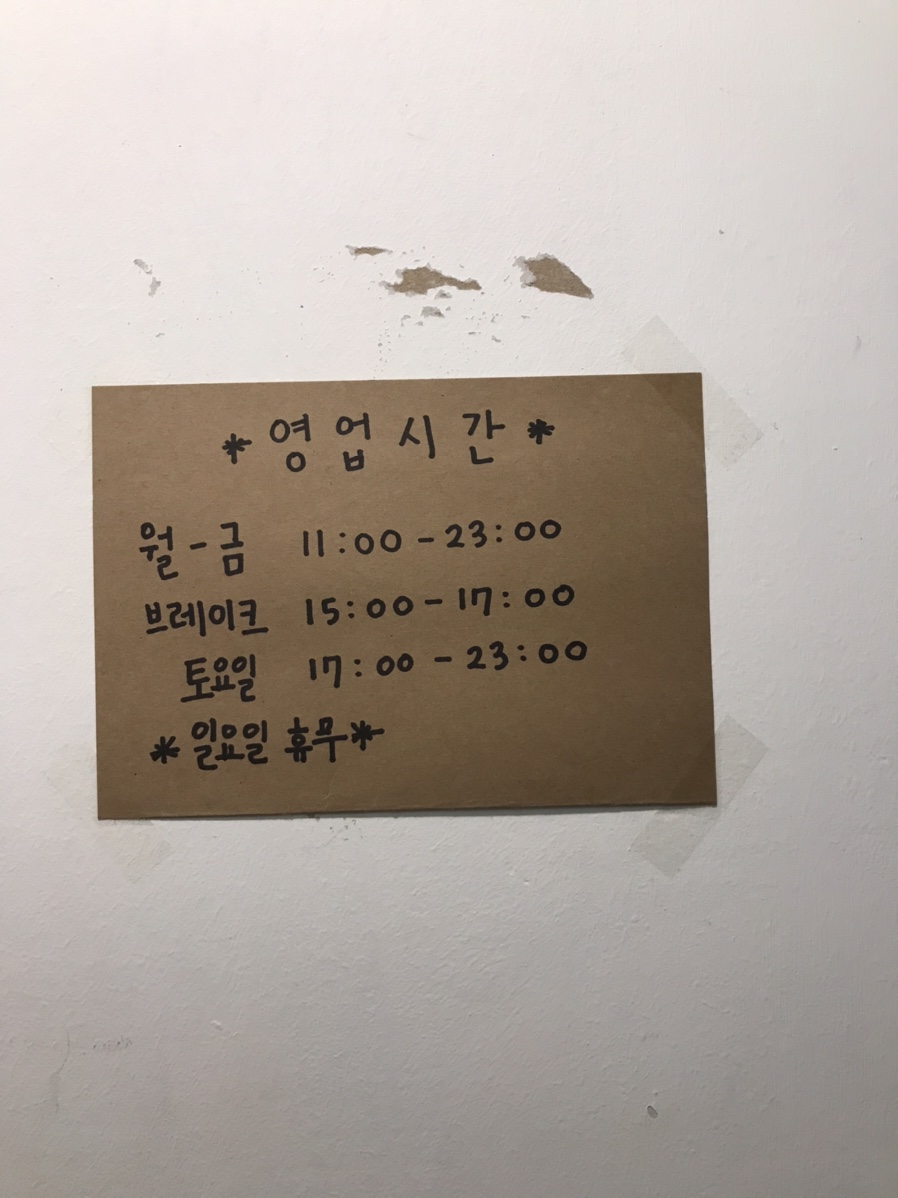 * 영업시간 *
월 - 금 11:00 - 23:00
브레이크 15:00 - 17:00
토요일 17:00 - 23:00
* 일요일 휴무 *